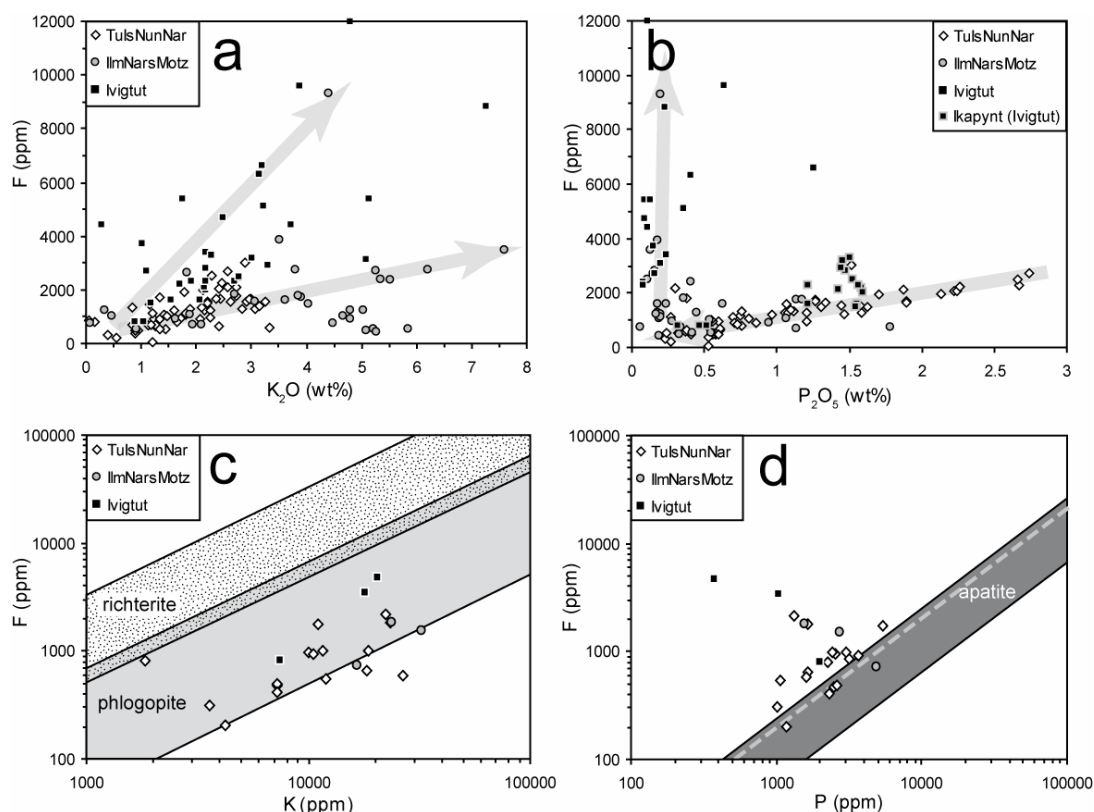 a
TulsNunNar
IlmNarsMotz
Ivigtut
F (ppm)
12000
10000
8000
6000
4000
2000
0
0 1 2 3 4 5 6 7 8
K2O (wt%)
b
TulsNunNar
IlmNarsMotz
Ivigtut
Ikapynt (Ivigtut)
F (ppm)
12000
10000
8000
6000
4000
2000
0
0 0.5 1 1.5 2 2.5 3
P2O5 (wt%)
c
TulsNunNar
IlmNarsMotz
Ivigtut
richterite
phlogopite
F (ppm)
100000
10000
1000
100
1000 10000 100000
K (ppm)
d
TulsNunNar
IlmNarsMotz
Ivigtut
apatite
F (ppm)
100000
10000
1000
100
100 1000 10000 100000
P (ppm)